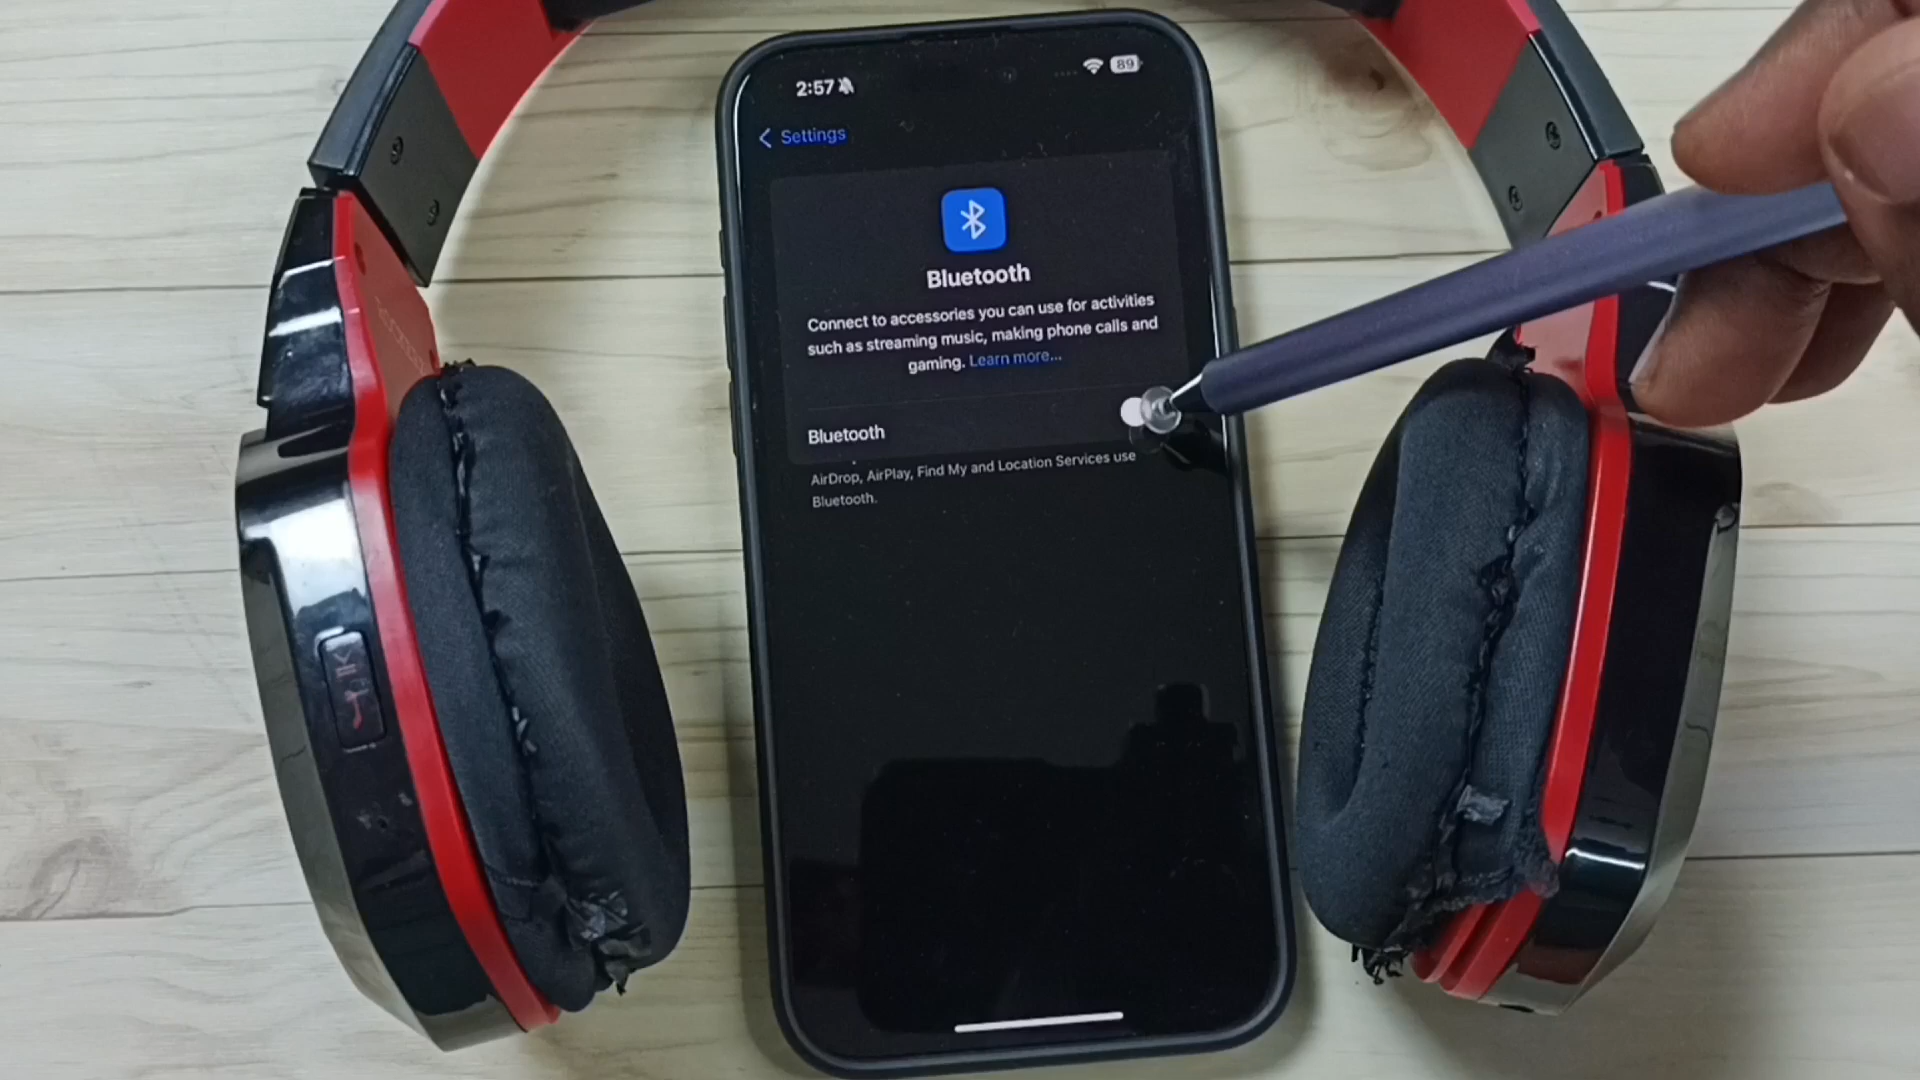 2:57
89
Settings
Bluetooth
Connect to accessories you can use for activities
such as streaming music, making phone calls and
gaming. Learn more...
Bluetooth
AirDrop, AirPlay, Find My and Location Services use
Bluetooth.